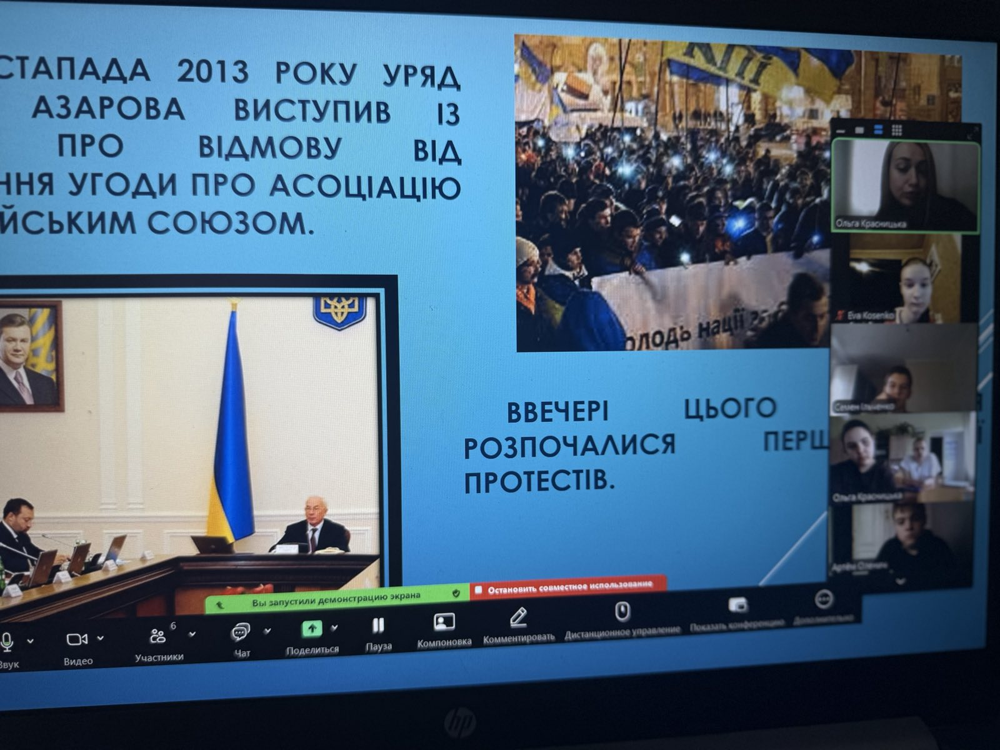 СТАПАДА 2013 РОКУ УРЯД
АЗАРОВА ВИСТУПИВ ІЗ
ПРО ВІДМОВУ ВІД
ННЯ УГОДИ ПРО АСОЦІАЦІЮ
ЙСЬКИМ СОЮЗОМ.
КПІ
олодь нації
ВВЕЧЕРІ ЦЬОГО
РОЗПОЧАЛИСЯ ПЕРШ
ПРОТЕСТІВ.
Ольга Красницька
Eva Kosenko
Семен Ільченко
Ольга Красницька
Вы запустили демонстрацию экрана
Остановить совместное использование
Звук
Видео
6
Участники
Чат
Поделиться
Пауза
Компоновка
Комментировать
Дистанционное управление
Показать конференцию
Дополнительно
hp